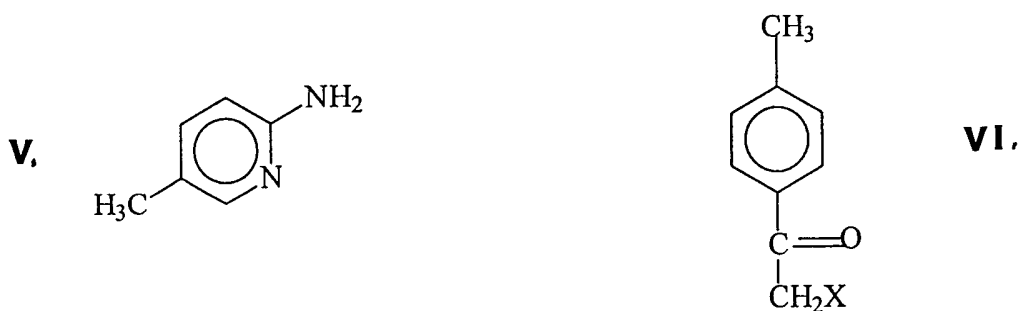 CH₃
NH₂
V,
VI.
N
H₃C
C=O
CH₂X